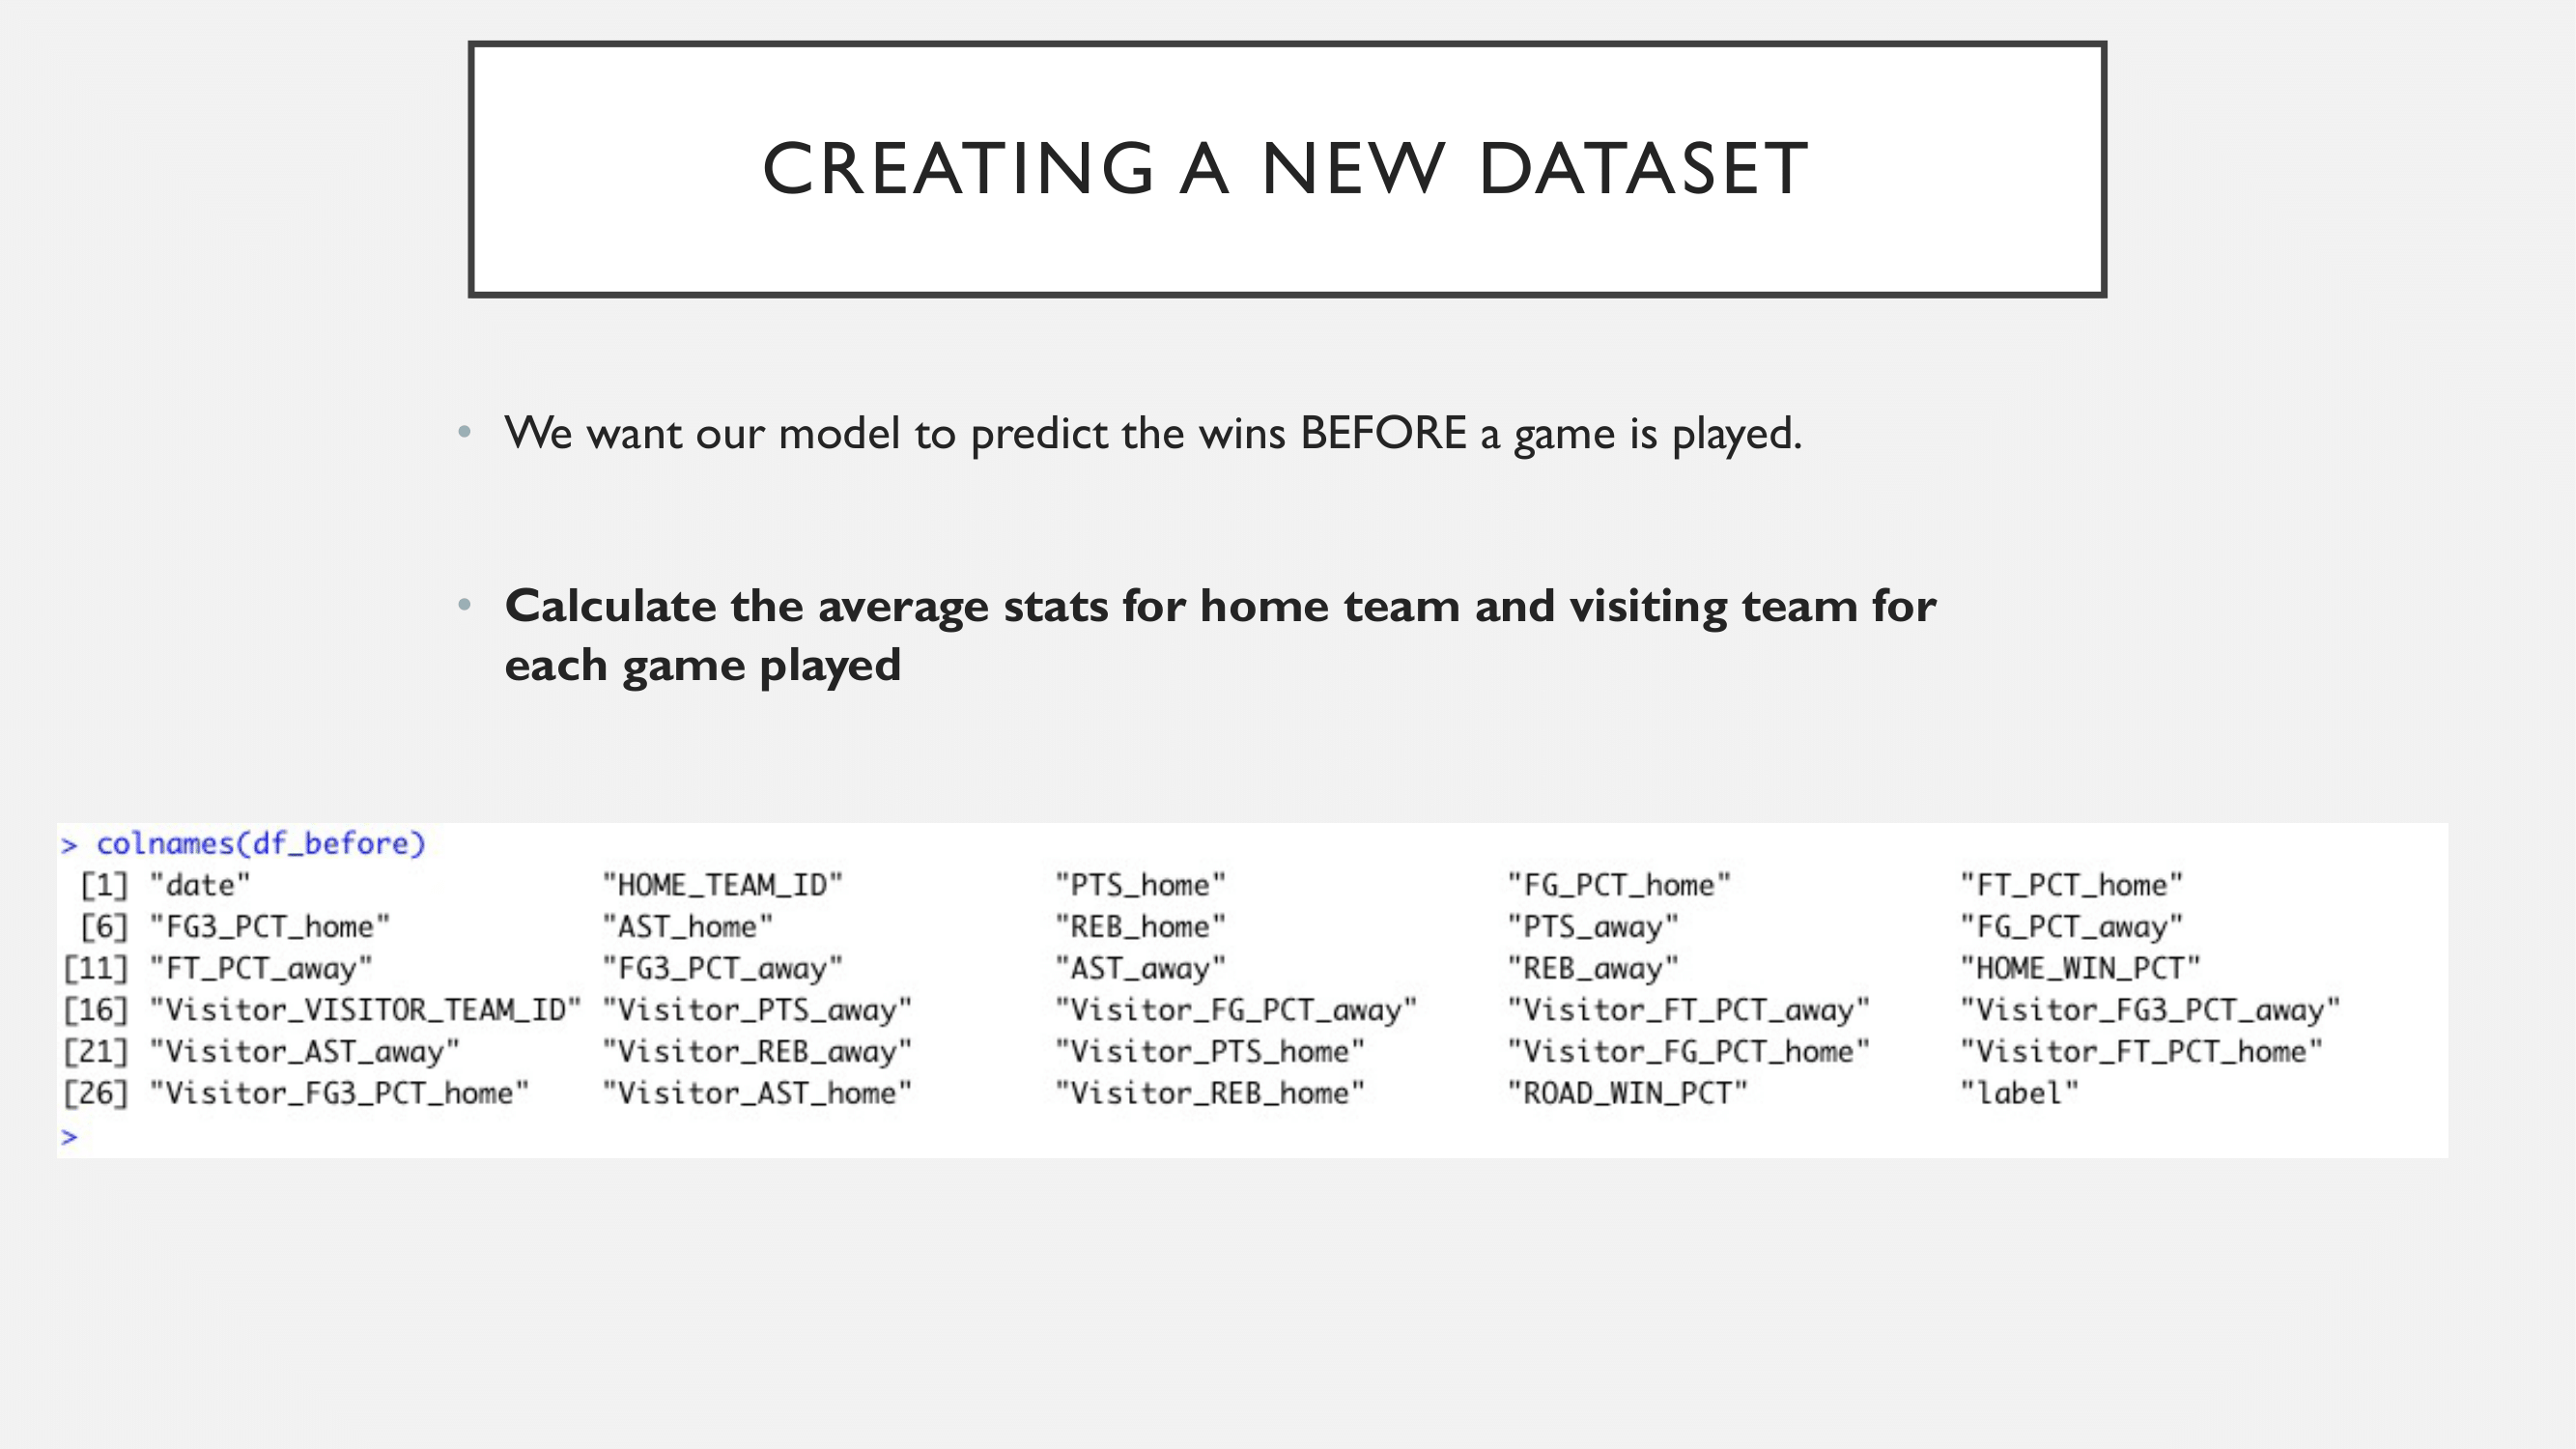 CREATING A NEW DATASET
• We want our model to predict the wins BEFORE a game is played.
• Calculate the average stats for home team and visiting team for
each game played
> colnames(df_before)
[1] "date" "HOME_TEAM_ID" "PTS_home" "FG_PCT_home" "FT_PCT_home"
[6] "FG3_PCT_home" "AST_home" "REB_home" "PTS_away" "FG_PCT_away"
[11] "FT_PCT_away" "FG3_PCT_away" "AST_away" "REB_away" "HOME_WIN_PCT"
[16] "Visitor_VISITOR_TEAM_ID" "Visitor_PTS_away" "Visitor_FG_PCT_away" "Visitor_FT_PCT_away" "Visitor_FG3_PCT_away"
[21] "Visitor_AST_away" "Visitor_REB_away" "Visitor_PTS_home" "Visitor_FG_PCT_home" "Visitor_FT_PCT_home"
[26] "Visitor_FG3_PCT_home" "Visitor_AST_home" "Visitor_REB_home" "ROAD_WIN_PCT" "label"
>